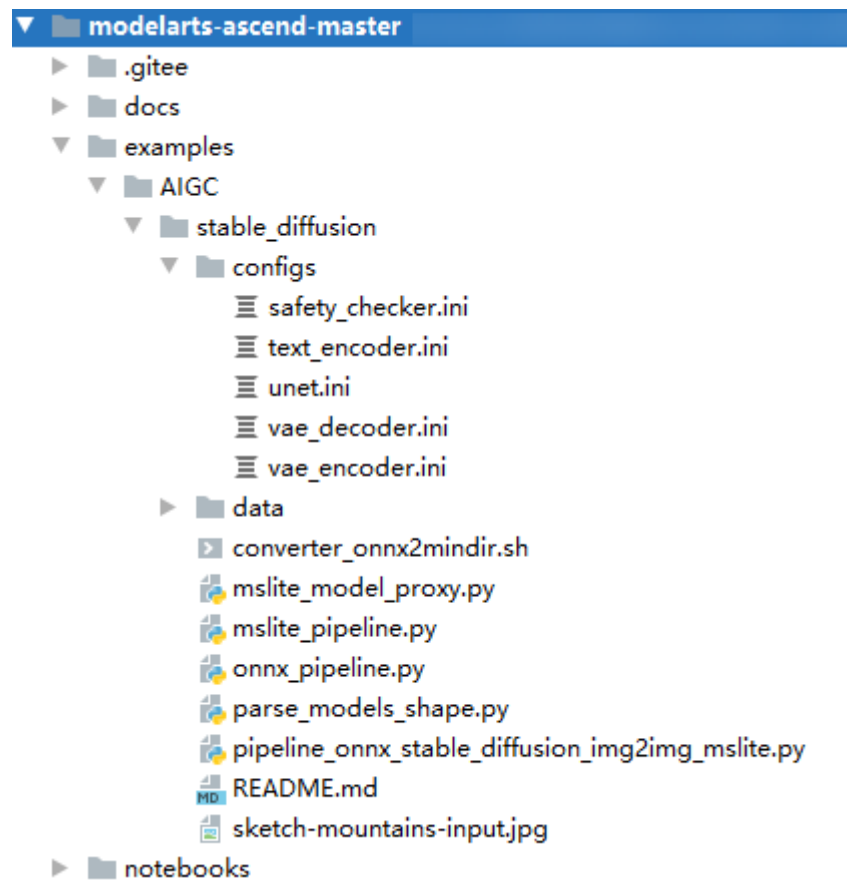 modelarts-ascend-master
.gitee
docs
examples
AIGC
stable_diffusion
configs
safety_checker.ini
text_encoder.ini
unet.ini
vae_decoder.ini
vae_encoder.ini
data
converter_onnx2mindir.sh
mslite_model_proxy.py
mslite_pipeline.py
onnx_pipeline.py
parse_models_shape.py
pipeline_onnx_stable_diffusion_img2img_mslite.py
MD README.md
sketch-mountains-input.jpg
notebooks